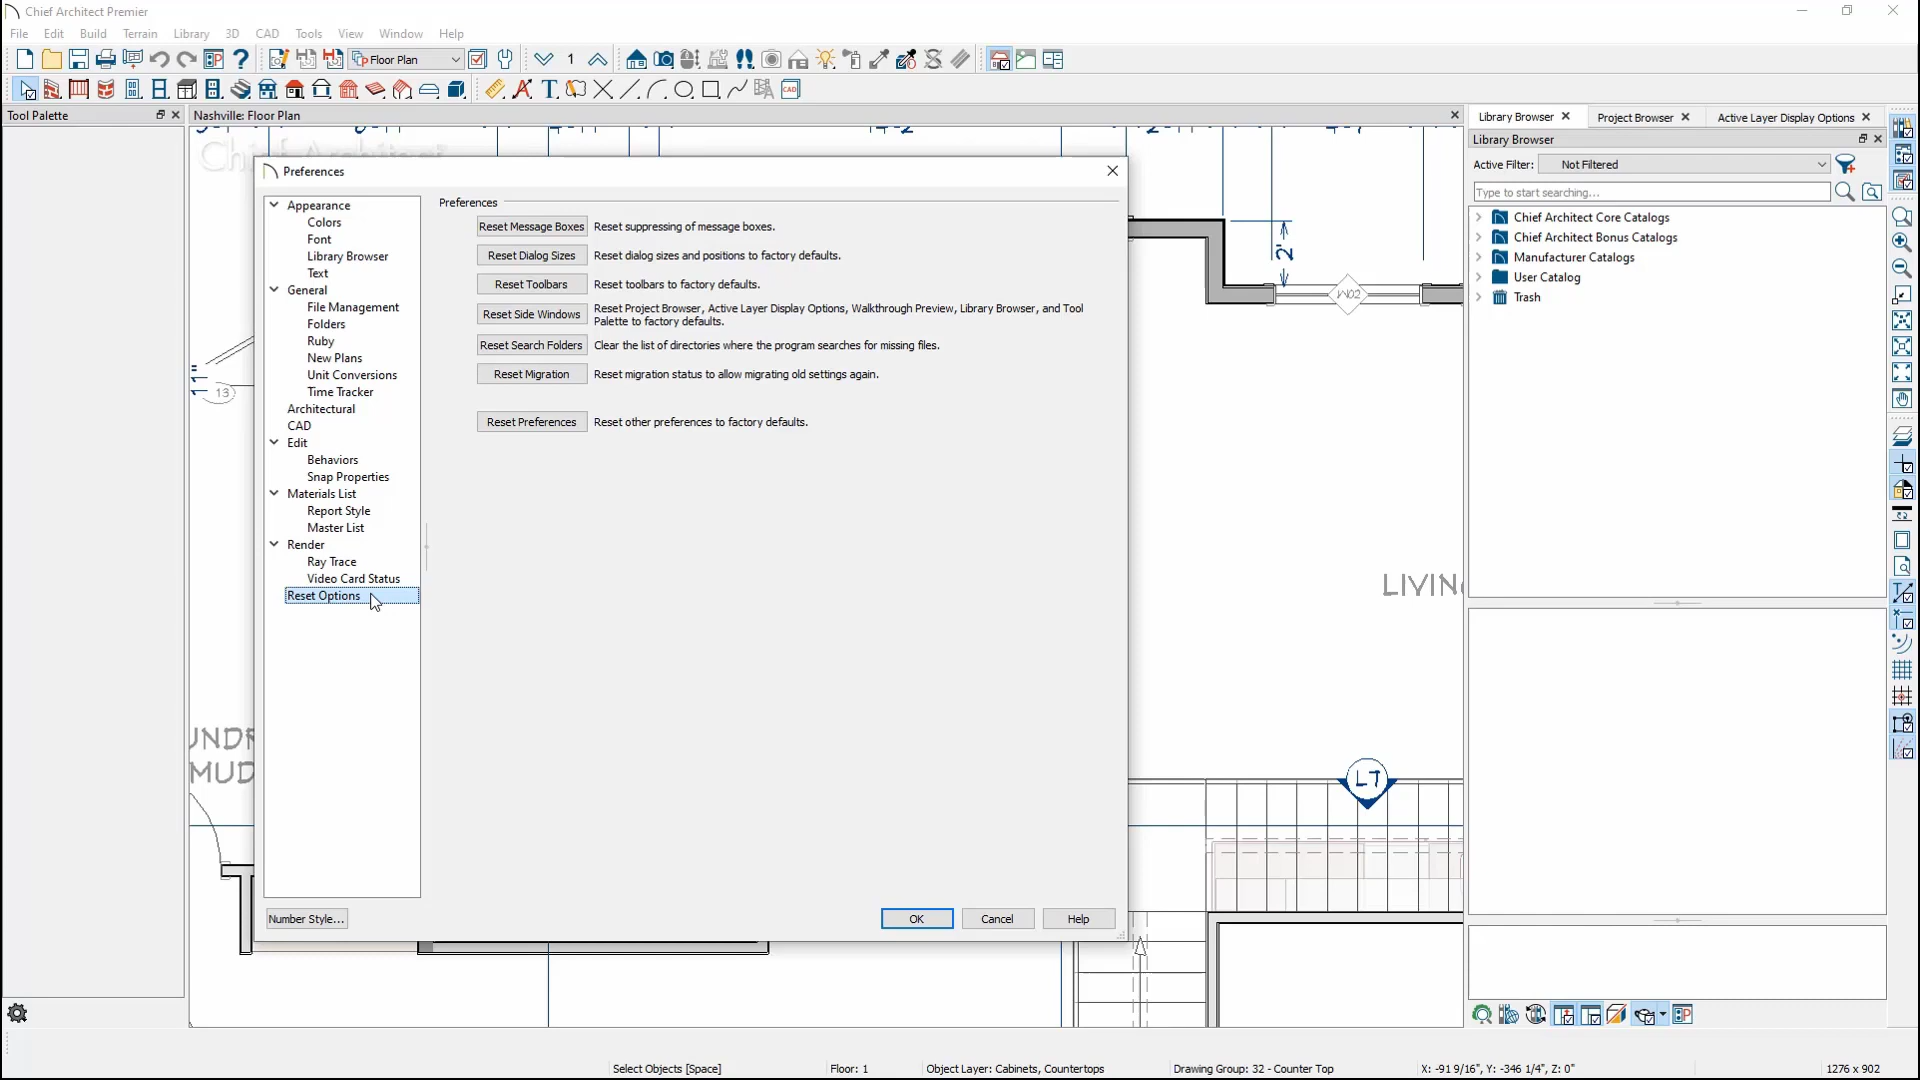 Chief Architect Premier
File Edit Build Terrain Library 3D CAD Tools View Window Help
Floor Plan 1
CAD
Tool Palette
Nashville: Floor Plan
Library Browser Project Browser Active Layer Display Options
Library Browser
Active Filter: Not Filtered
Type to start searching...
Chief Architect Core Catalogs
Chief Architect Bonus Catalogs
Manufacturer Catalogs
User Catalog
Trash
Chief Architect
Preferences
Appearance
Colors
Font
Library Browser
Text
General
File Management
Folders
Ruby
New Plans
Unit Conversions
Time Tracker
Architectural
CAD
Edit
Behaviors
Snap Properties
Materials List
Report Style
Master List
Render
Ray Trace
Video Card Status
Reset Options
Preferences
Reset Message Boxes Reset suppressing of message boxes.
Reset Dialog Sizes Reset dialog sizes and positions to factory defaults.
Reset Toolbars Reset toolbars to factory defaults.
Reset Side Windows Reset Project Browser, Active Layer Display Options, Walkthrough Preview, Library Browser, and Tool
Palette to factory defaults.
Reset Search Folders Clear the list of directories where the program searches for missing files.
Reset Migration Reset migration status to allow migrating old settings again.
Reset Preferences Reset other preferences to factory defaults.
Number Style... OK Cancel Help
2'
W02
13
LIVING
UNDR
MUD
LT
Select Objects [Space] Floor: 1 Object Layer: Cabinets, Countertops Drawing Group: 32 - Counter Top X: -91 9/16", Y: -346 1/4", Z: 0" 1276 x 902